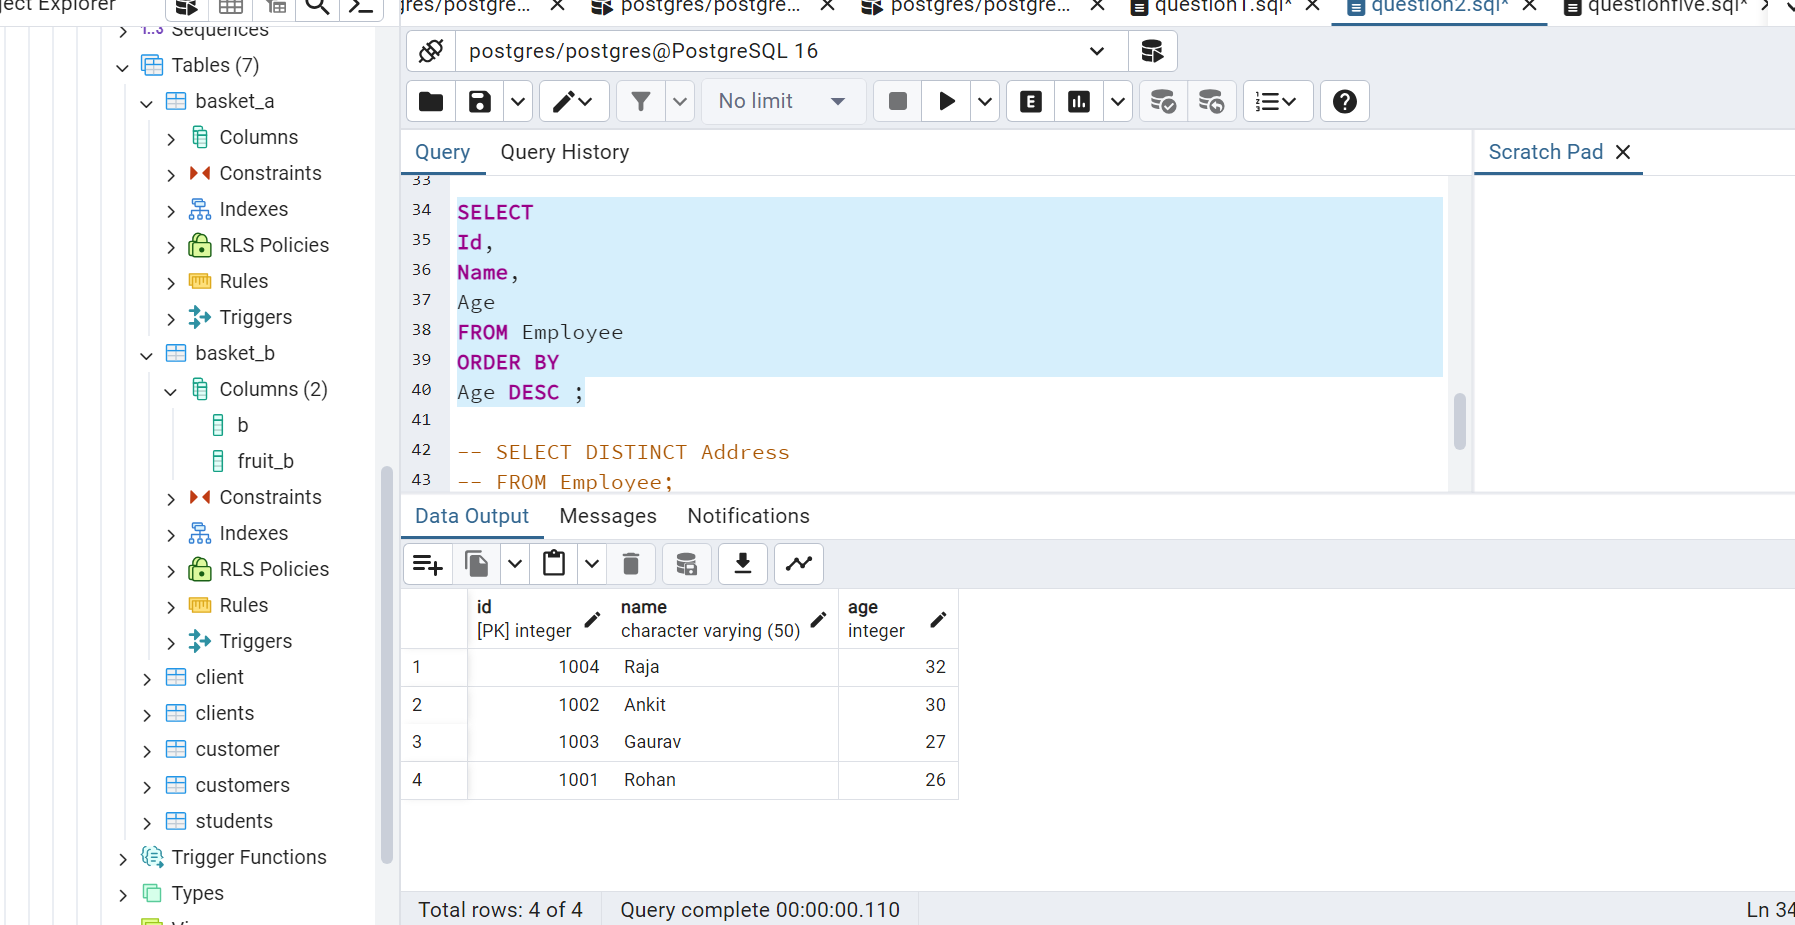 ject Explorer
Sequences
Tables (7)
basket_a
Columns
Constraints
Indexes
RLS Policies
Rules
Triggers
basket_b
Columns (2)
b
fruit_b
Constraints
Indexes
RLS Policies
Rules
Triggers
client
clients
customer
customers
students
Trigger Functions
Types
gres/postgre...
postgres/postgre...
postgres/postgre...
question1.sql*
question2.sql*
questionfive.sql*
postgres/postgres@PostgreSQL 16
No limit
E
Query
Query History
Scratch Pad
33
34 SELECT
35 Id,
36 Name,
37 Age
38 FROM Employee
39 ORDER BY
40 Age DESC ;
41
42 -- SELECT DISTINCT Address
43 -- FROM Employee;
Data Output
Messages
Notifications
id
[PK] integer
name
character varying (50)
age
integer
1 1004 Raja 32
2 1002 Ankit 30
3 1003 Gaurav 27
4 1001 Rohan 26
Total rows: 4 of 4
Query complete 00:00:00.110
Ln 34